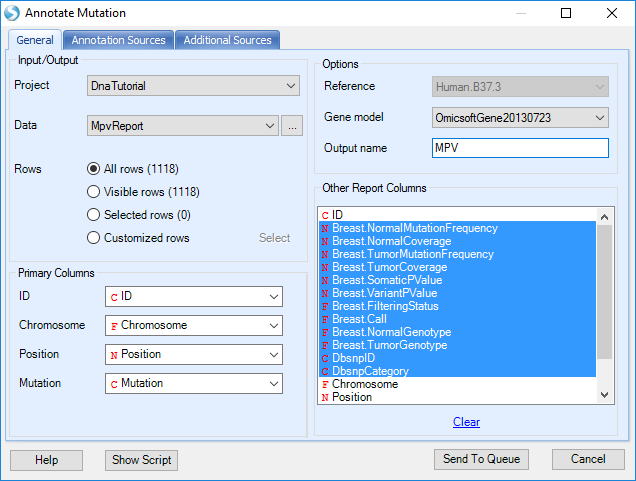 Annotate Mutation
General Annotation Sources Additional Sources
Input/Output
Project DnaTutorial
Data MpvReport ...
Rows All rows (1118)
Visible rows (1118)
Selected rows (0)
Customized rows Select
Primary Columns
ID C ID
Chromosome F Chromosome
Position N Position
Mutation C Mutation
Options
Reference Human.B37.3
Gene model OmicsoftGene20130723
Output name MPV
Other Report Columns
C ID
N Breast.NormalMutationFrequency
N Breast.NormalCoverage
N Breast.TumorMutationFrequency
N Breast.TumorCoverage
N Breast.SomaticPValue
N Breast.VariantPValue
F Breast.FilteringStatus
F Breast.Call
F Breast.NormalGenotype
F Breast.TumorGenotype
C DbsnpID
C DbsnpCategory
F Chromosome
N Position
Clear
Help Show Script Send To Queue Cancel